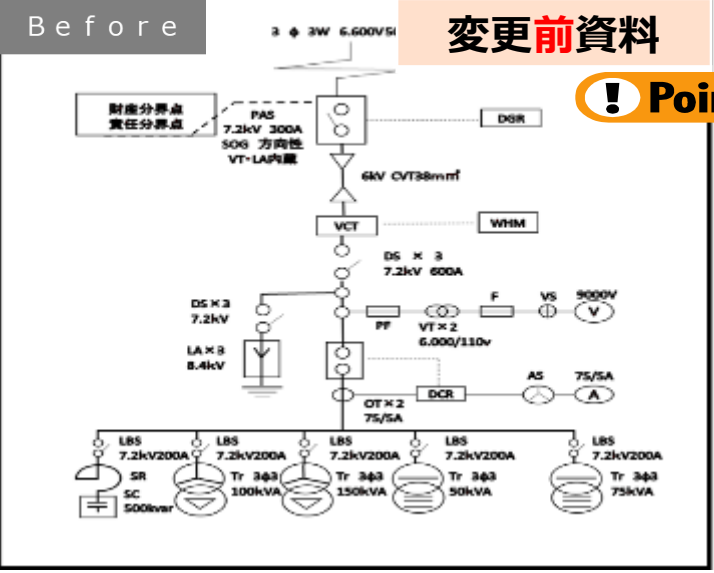 Before
3 φ 3W 6.600V5
変更前資料
! Poi
財産分界点
責任分界点
PAS
7.2kV 300A
SOG 方向性
VT・LA内蔵
DGR
6kV CVT38m㎡
VCT
WHM
DS × 3
7.2kV 600A
DS×3
7.2kV
F
VS
9000V
V
PF
VT×2
6.000/110v
LA×3
8.4kV
AS
75/5A
DCR
A
OT×2
75/5A
LBS
7.2kV200A
LBS
7.2kV200A
LBS
7.2kV200A
LBS
7.2kV200A
LBS
7.2kV200A
SR
SC
500kvar
Tr 3φ3
100kVA
Tr 3φ3
150kVA
Tr 3φ3
50kVA
Tr 3φ3
75kVA